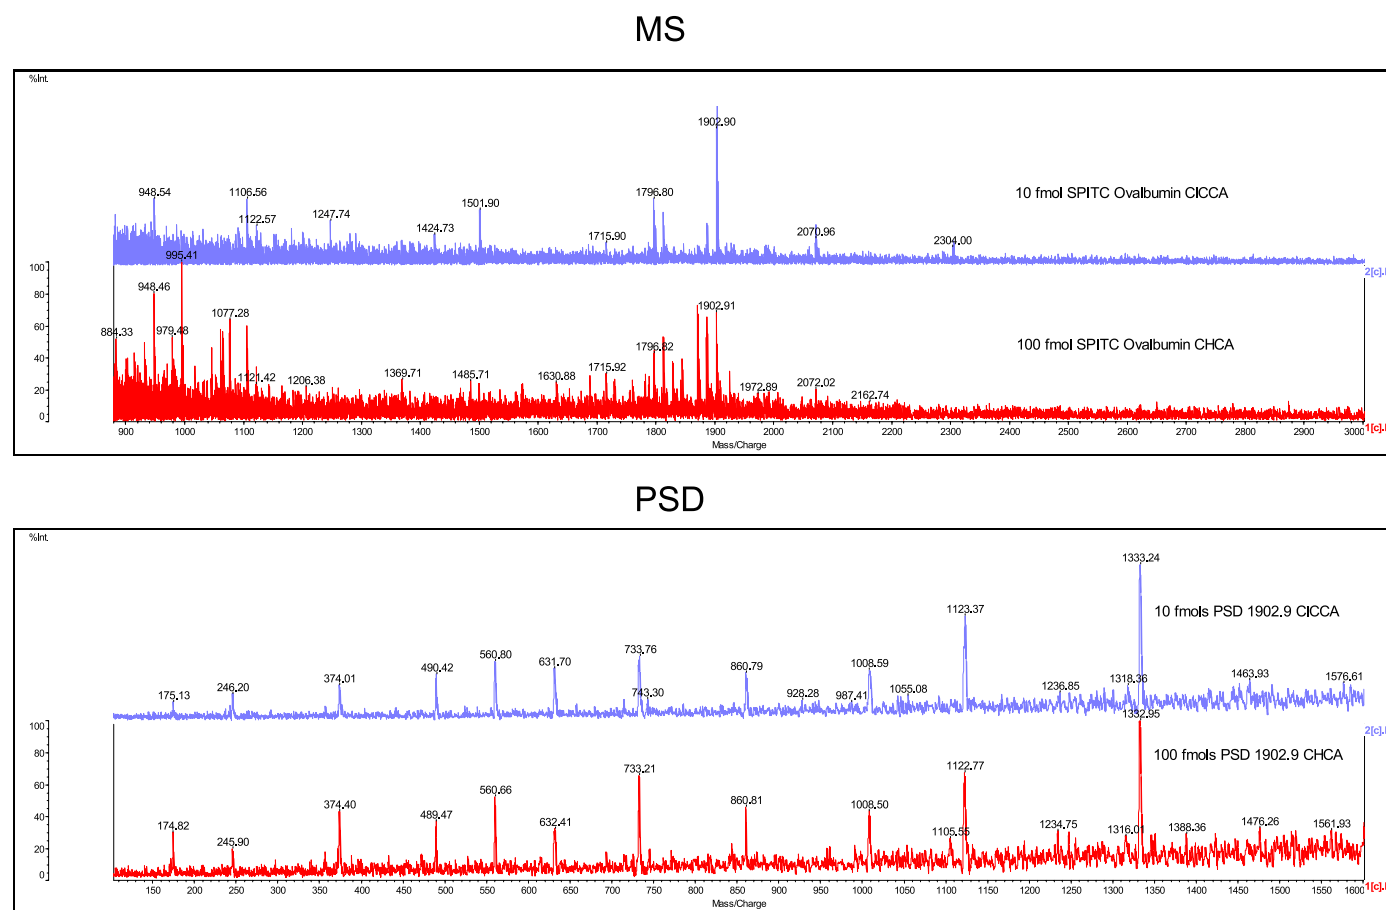 MS
%Int.
1902.90
10 fmol SPITC Ovalbumin ClCCA
948.54 1106.56 1796.80
1122.57 1247.74 1501.90
1424.73 1715.90 2070.96 2304.00
995.41
100 2[c].
948.46
80
1077.28 1902.91
60 884.33 979.48 100 fmol SPITC Ovalbumin CHCA
1796.82
40
1121.42 1206.38 1369.71 1485.71 1630.88 1715.92 1972.89 2072.02 2162.74
20
0
1[c].
900 1000 1100 1200 1300 1400 1500 1600 1700 1800 1900 2000 2100 2200 2300 2400 2500 2600 2700 2800 2900 3000
Mass/Charge
PSD
%Int.
1333.24
10 fmols PSD 1902.9 ClCCA
1123.37
560.80 733.76
631.70
374.01 490.42 860.79 1008.59
175.13 246.20 743.30 928.28 987.41 1055.08 1236.85 1318.36 1463.93 1576.61
1332.95
100 2[c].
80 100 fmols PSD 1902.9 CHCA
733.21 1122.77
60
374.40 560.66 860.81 1008.50
40
174.82 489.47 632.41 1105.55 1234.75 1316.01 1388.36 1476.26 1561.93
20 245.90
0
1[c].
150 200 250 300 350 400 450 500 550 600 650 700 750 800 850 900 950 1000 1050 1100 1150 1200 1250 1300 1350 1400 1450 1500 1550 1600
Mass/Charge